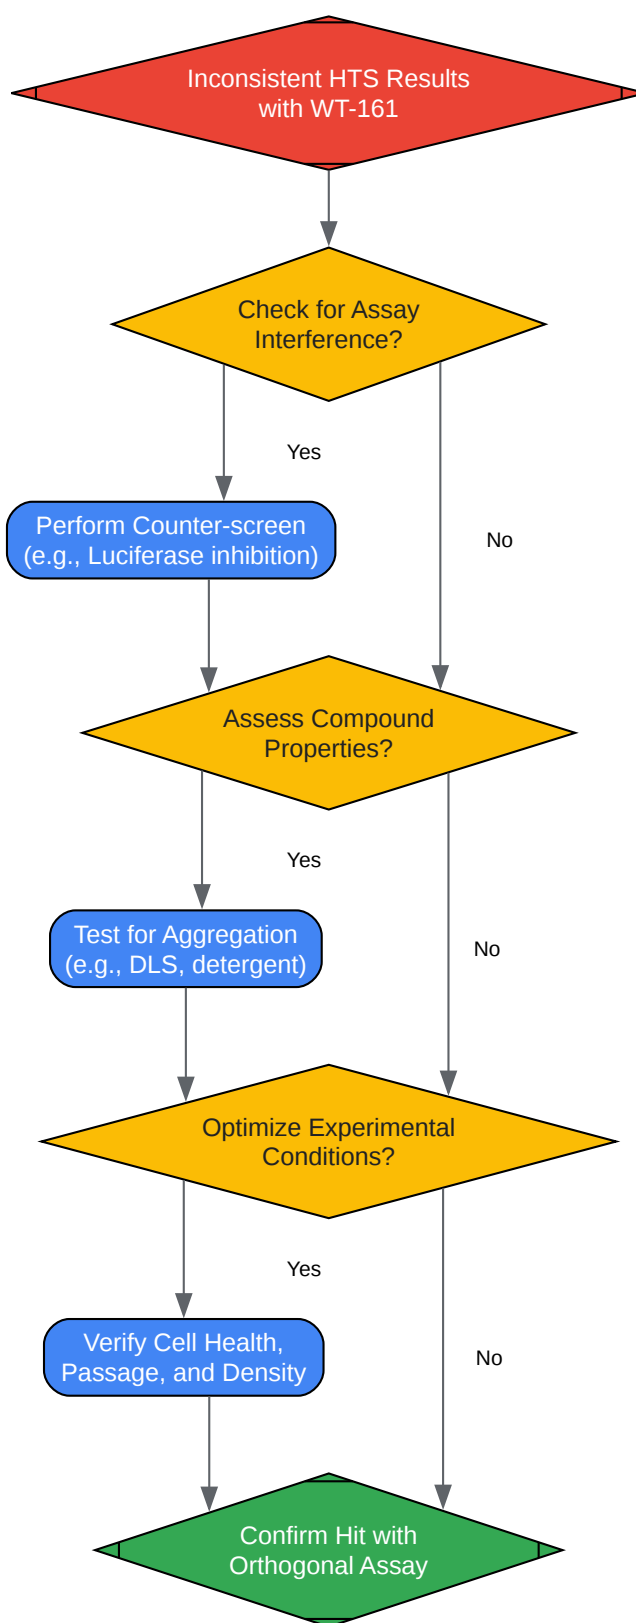 Inconsistent HTS Results
with WT-161
Check for Assay
Interference?
Yes
Perform Counter-screen
(e.g., Luciferase inhibition)
No
Assess Compound
Properties?
Yes
Test for Aggregation
(e.g., DLS, detergent)
No
Optimize Experimental
Conditions?
Yes
Verify Cell Health,
Passage, and Density
No
Confirm Hit with
Orthogonal Assay